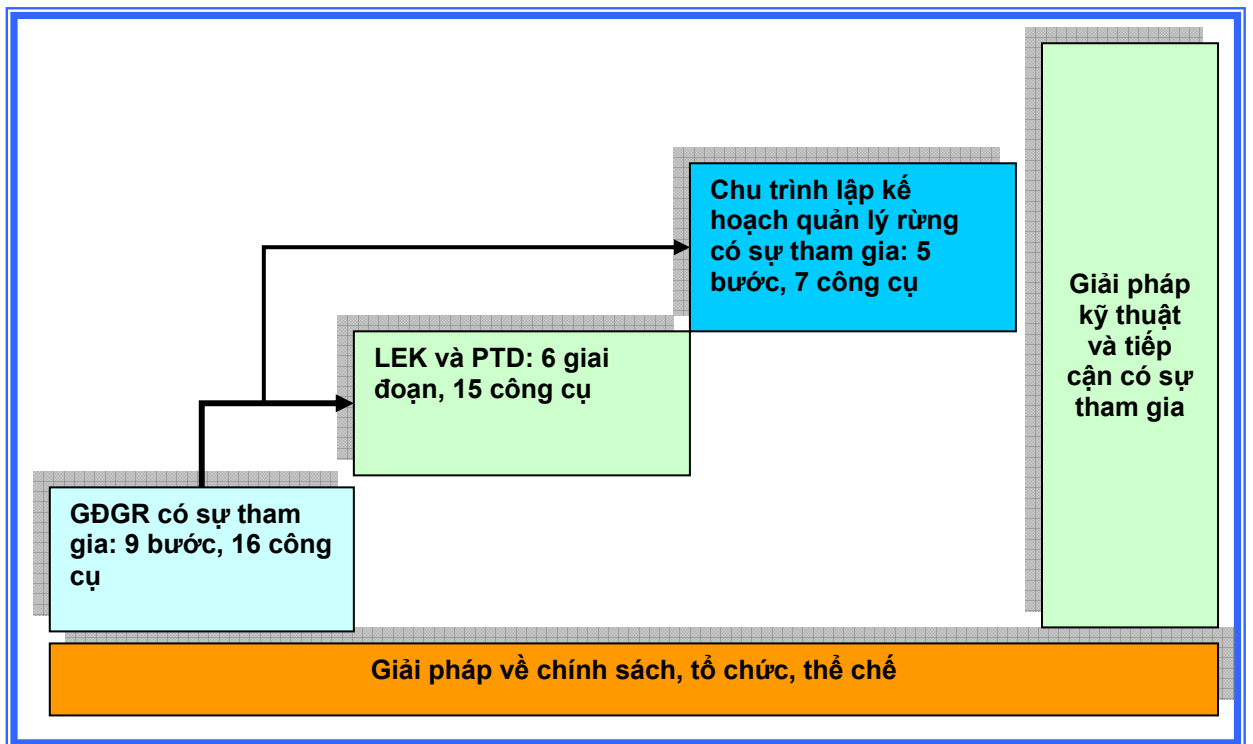 Chu trình lập kế
hoạch quản lý rừng
có sự tham gia: 5
bước, 7 công cụ
Giải pháp
kỹ thuật
và tiếp
cận có sự
tham gia
LEK và PTD: 6 giai
đoạn, 15 công cụ
GĐGR có sự tham
gia: 9 bước, 16 công
cụ
Giải pháp về chính sách, tổ chức, thể chế